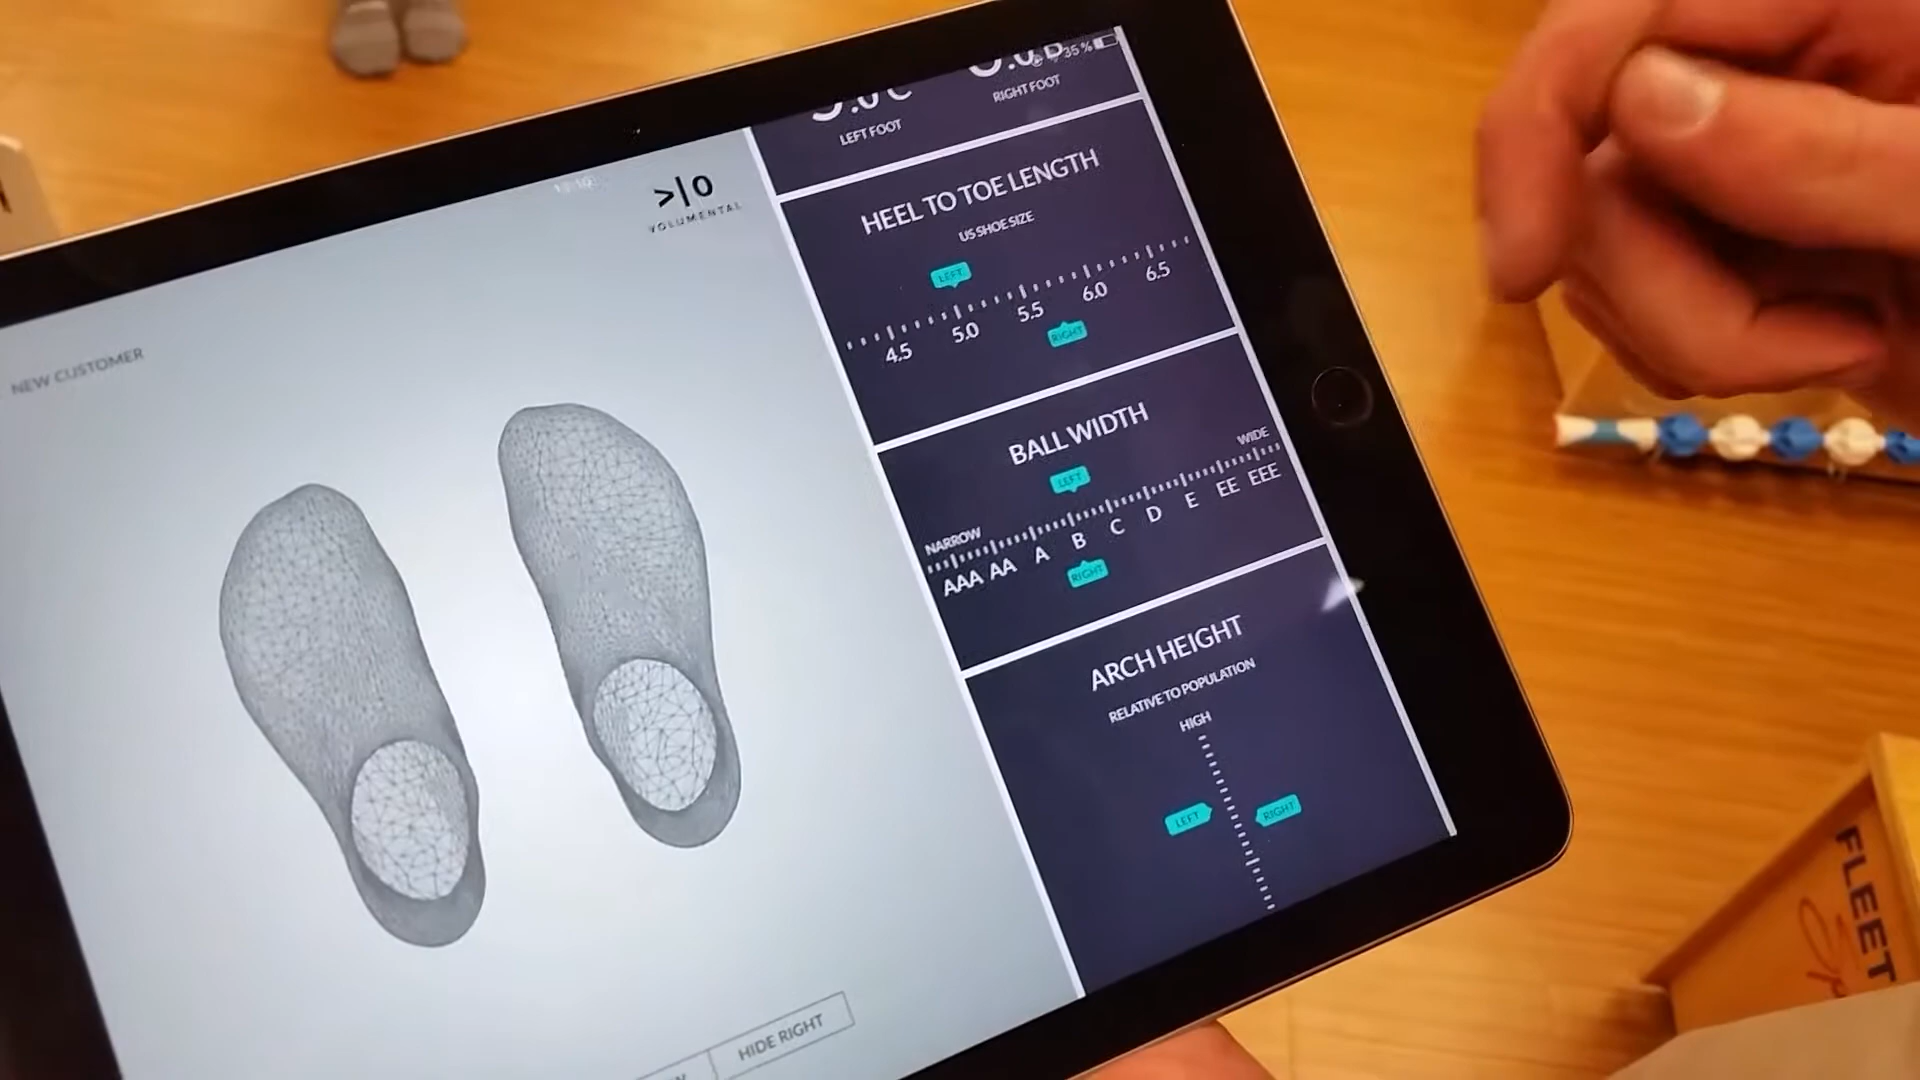 35 %
LEFT FOOT
RIGHT FOOT
>|0
VOLUMENTAL
NEW CUSTOMER
HEEL TO TOE LENGTH
US SHOE SIZE
LEFT
4.5 5.0 5.5 6.0 6.5
RIGHT
BALL WIDTH
LEFT
WIDE
NARROW
AAA AA A B C D E EE EEE
RIGHT
ARCH HEIGHT
RELATIVE TO POPULATION
HIGH
LEFT RIGHT
HIDE RIGHT
FLEET